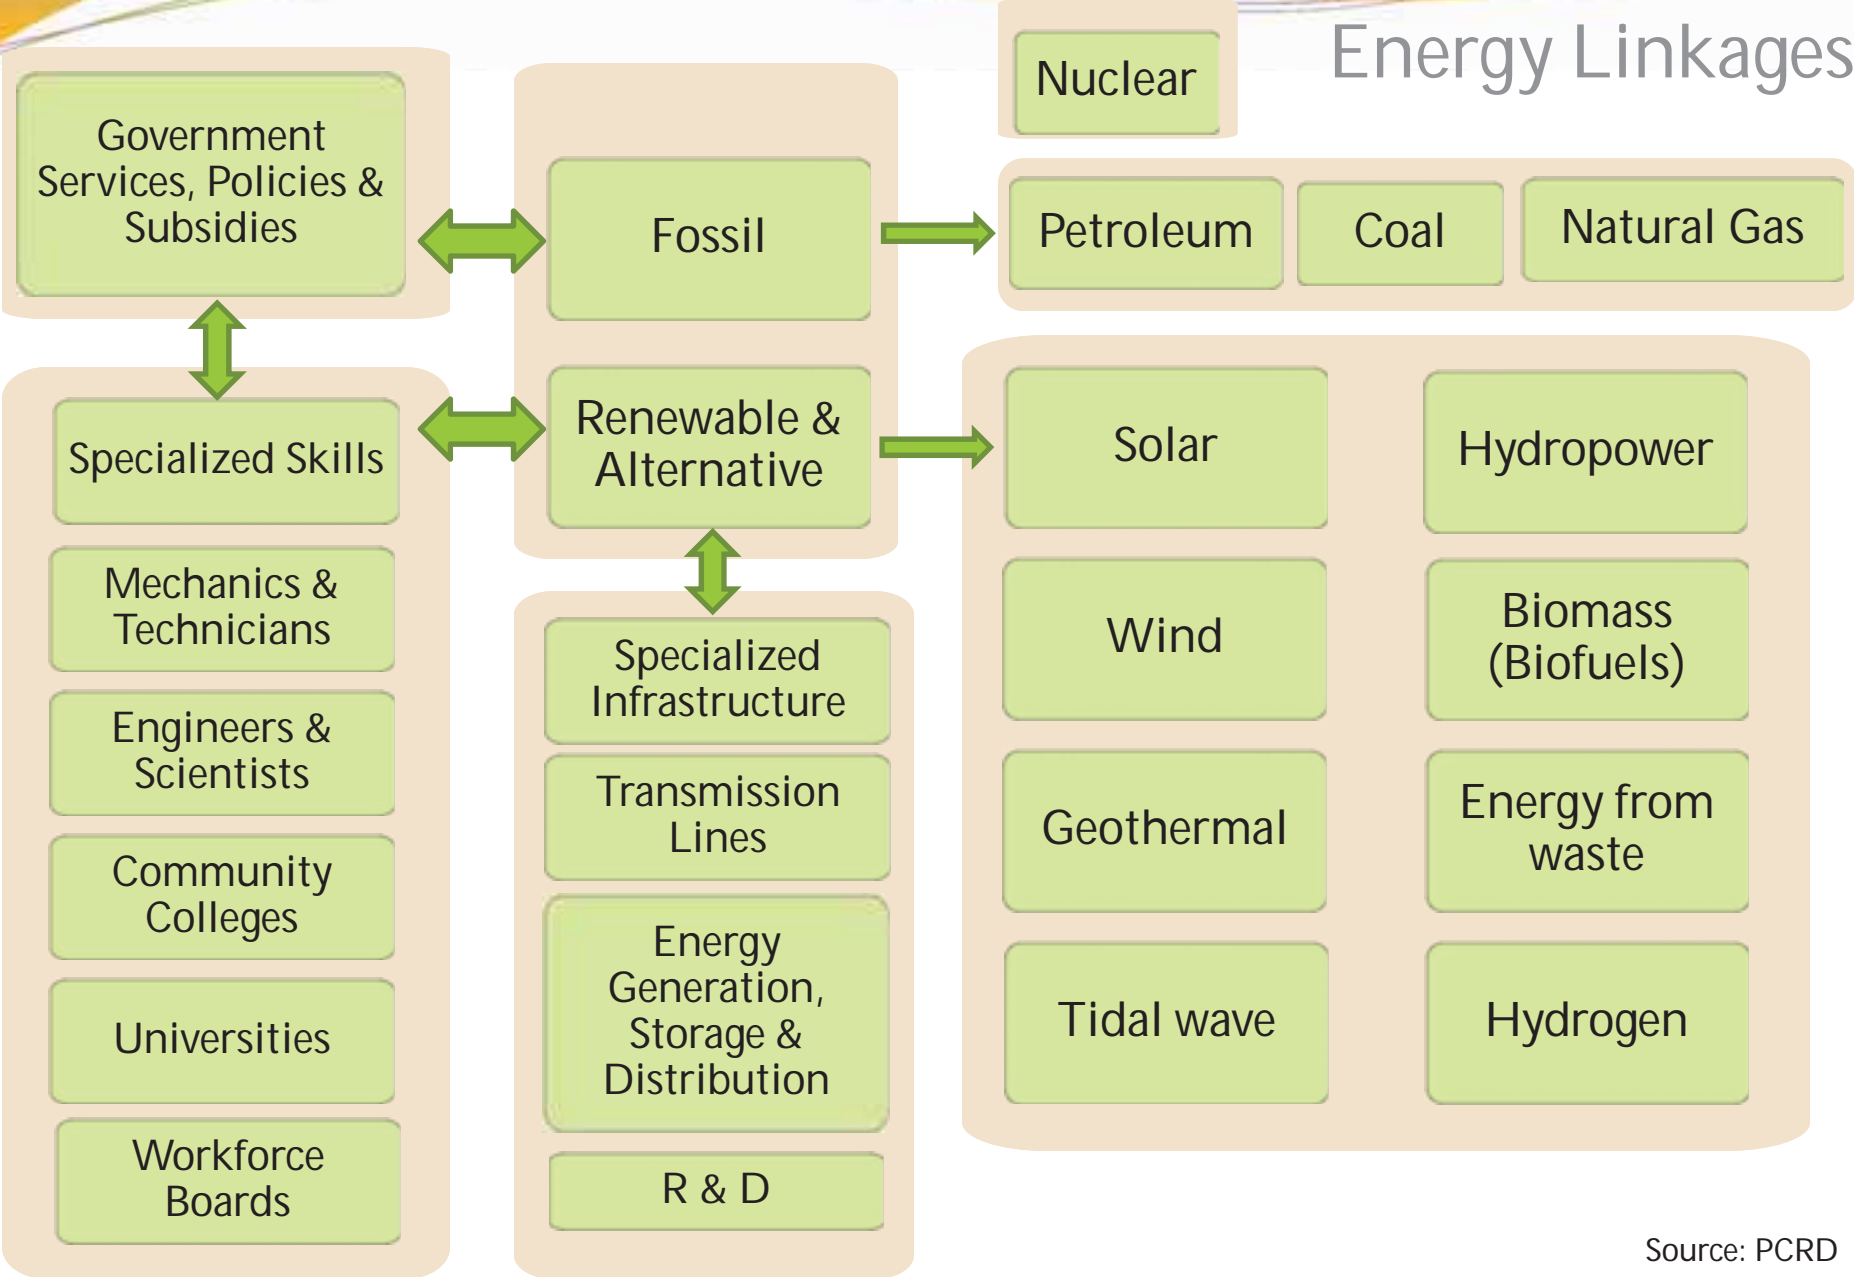 Energy Linkages
Government
Services, Policies &
Subsidies
Specialized Skills
Mechanics &
Technicians
Engineers &
Scientists
Community
Colleges
Universities
Workforce
Boards
Fossil
Renewable &
Alternative
Specialized
Infrastructure
Transmission
Lines
Energy
Generation,
Storage &
Distribution
R & D
Nuclear
Petroleum
Coal
Natural Gas
Solar
Hydropower
Wind
Biomass
(Biofuels)
Geothermal
Energy from
waste
Tidal wave
Hydrogen
Source: PCRD